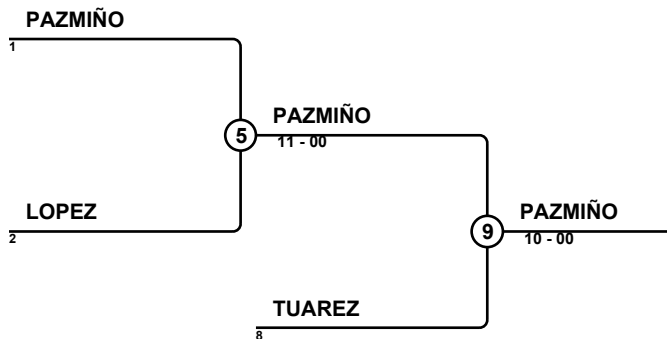 PAZMIÑO
1
PAZMIÑO
5
11 - 00
LOPEZ
2
PAZMIÑO
9
10 - 00
TUAREZ
8